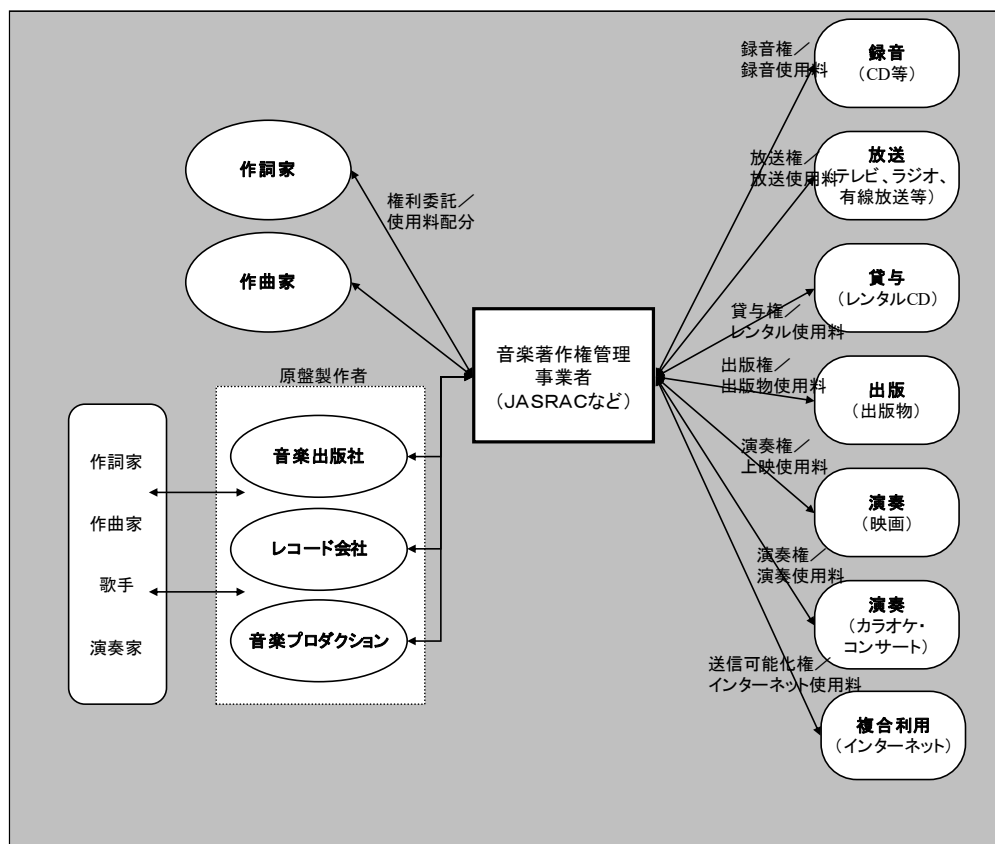 作詞家
作曲家
権利委託／
使用料配分
原盤製作者
音楽出版社
レコード会社
音楽プロダクション
作詞家
作曲家
歌手
演奏家
音楽著作権管理
事業者
（ＪＡＳＲＡＣなど）
録音権／
録音使用料
録音
（CD等）
放送権／
放送使用料
放送
（テレビ、ラジオ、
有線放送等）
貸与権／
レンタル使用料
貸与
（レンタルCD）
出版権／
出版物使用料
出版
（出版物）
演奏権／
上映使用料
演奏
（映画）
演奏権／
演奏使用料
演奏
（カラオケ・
コンサート）
送信可能化権／
インターネット使用料
複合利用
（インターネット）